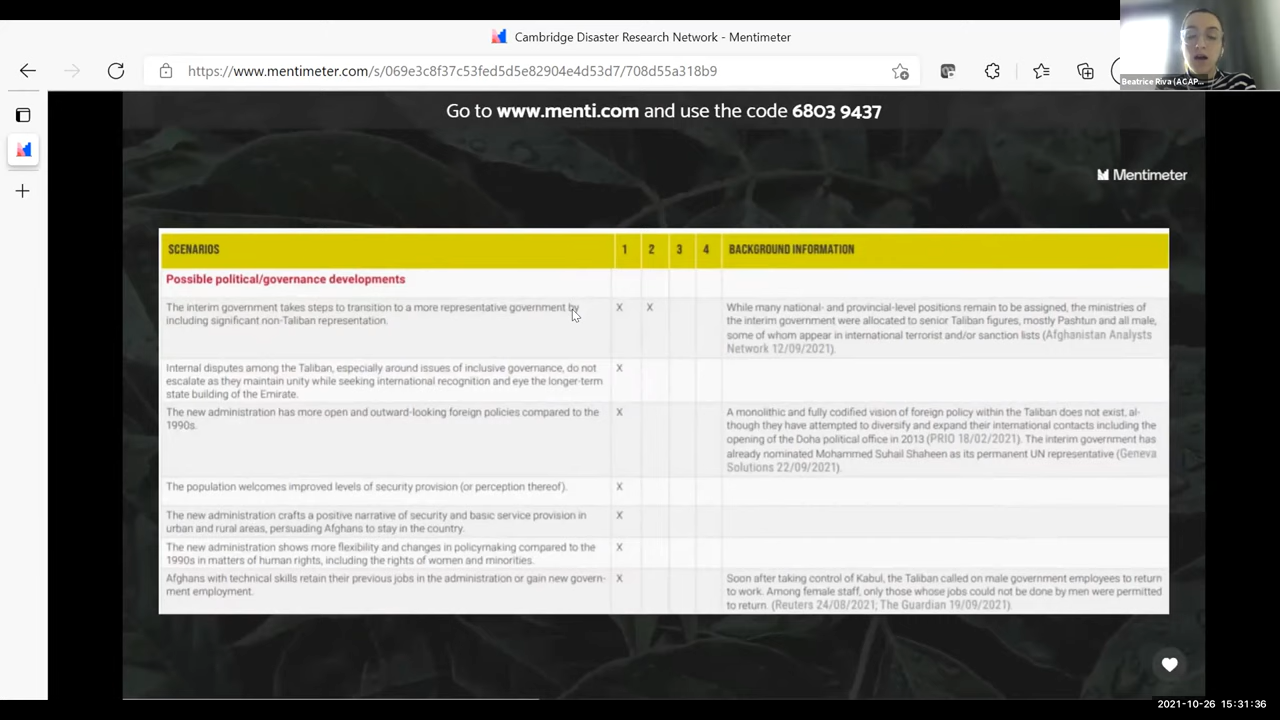 Cambridge Disaster Research Network - Mentimeter
https://www.mentimeter.com/s/069e3c8f37c53fed5d5e82904e4d53d7/708d55a318b9
Beatrice Riva (ACAP...
Go to www.menti.com and use the code 6803 9437
Mentimeter
SCENARIOS 1 2 3 4 BACKGROUND INFORMATION
Possible political/governance developments
The interim government takes steps to transition to a more representative government by
including significant non-Taliban representation.
X X
While many national- and provincial-level positions remain to be assigned, the ministries of
the interim government were allocated to senior Taliban figures, mostly Pashtun and all male,
some of whom appear in international terrorist and/or sanction lists (Afghanistan Analysts
Network 12/09/2021).
Internal disputes among the Taliban, especially around issues of inclusive governance, do not
escalate as they maintain unity while seeking international recognition and eye the longer-term
state building of the Emirate.
X
The new administration has more open and outward-looking foreign policies compared to the
1990s.
X
A monolithic and fully codified vision of foreign policy within the Taliban does not exist, al-
though they have attempted to diversify and expand their international contacts including the
opening of the Doha political office in 2013 (PRIO 18/02/2021). The interim government has
already nominated Mohammed Suhail Shaheen as its permanent UN representative (Geneva
Solutions 22/09/2021).
The population welcomes improved levels of security provision (or perception thereof).
X
The new administration crafts a positive narrative of security and basic service provision in
urban and rural areas, persuading Afghans to stay in the country.
X
The new administration shows more flexibility and changes in policymaking compared to the
1990s in matters of human rights, including the rights of women and minorities.
X
Afghans with technical skills retain their previous jobs in the administration or gain new govern-
ment employment.
X
Soon after taking control of Kabul, the Taliban called on male government employees to return
to work. Among female staff, only those whose jobs could not be done by men were permitted
to return. (Reuters 24/08/2021; The Guardian 19/09/2021).
2021-10-26 15:31:36